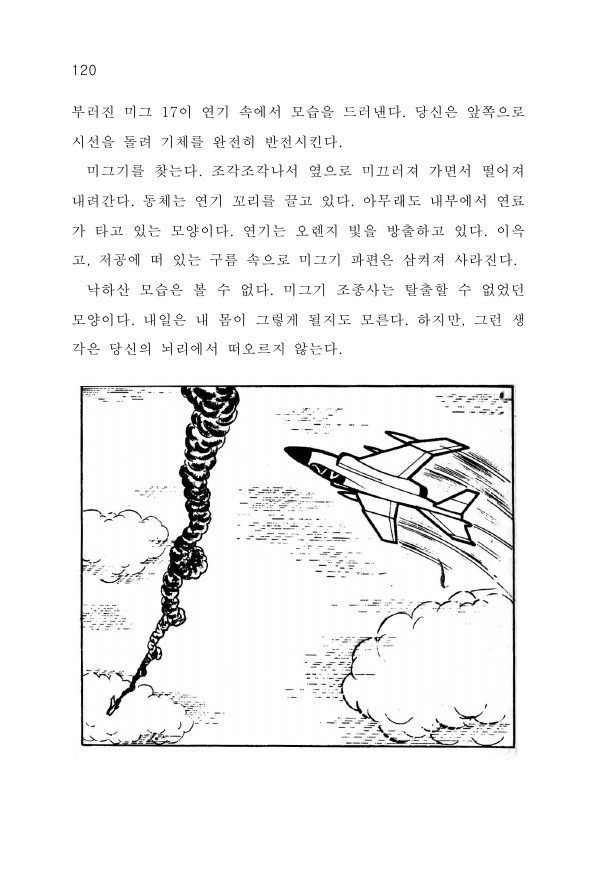 120
부러진 미그 17이 연기 속에서 모습을 드러낸다. 당신은 앞쪽으로
시선을 돌려 기체를 완전히 반전시킨다.
미그기를 찾는다. 조각조각나서 옆으로 미끄러져 가면서 떨어져
내려간다. 동체는 연기 꼬리를 끌고 있다. 아무래도 내부에서 연료
가 타고 있는 모양이다. 연기는 오렌지 빛을 방출하고 있다. 이윽
고, 저공에 떠 있는 구름 속으로 미그기 파편은 삼켜져 사라진다.
낙하산 모습은 볼 수 없다. 미그기 조종사는 탈출할 수 없었던
모양이다. 내일은 내 몸이 그렇게 될지도 모른다. 하지만, 그런 생
각은 당신의 뇌리에서 떠오르지 않는다.